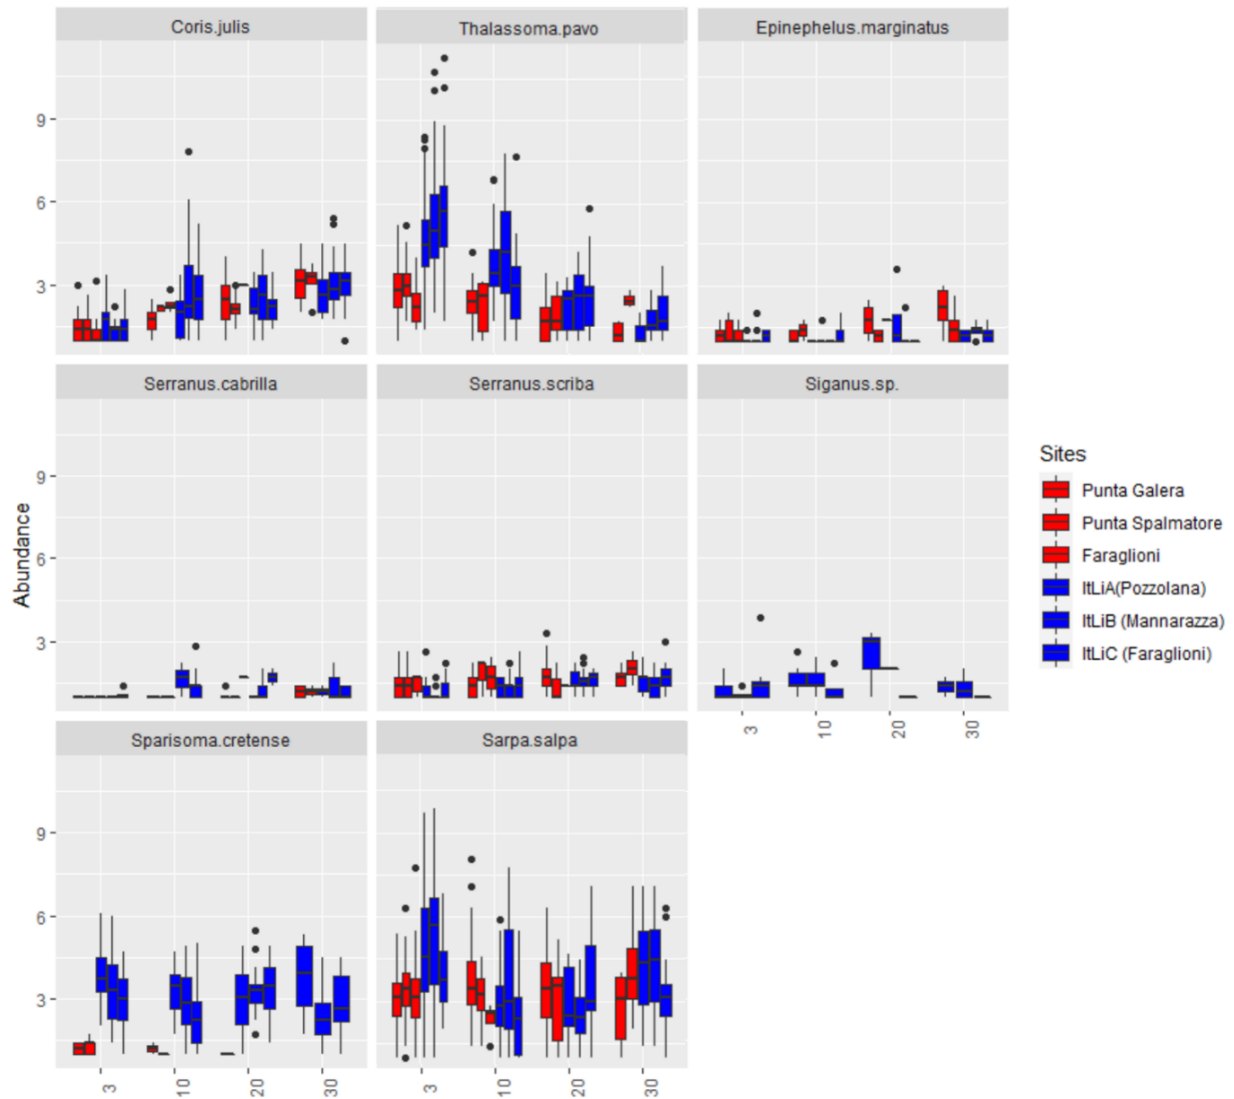 Coris.julis
Thalassoma.pavo
Epinephelus.marginatus
9
6
3
Serranus.cabrilla
Serranus.scriba
Siganus.sp.
9
6
3
3
10
20
30
Sparisoma.cretense
Sarpa.salpa
9
6
3
3
10
20
30
3
10
20
30
Abundance
Sites
Punta Galera
Punta Spalmatore
Faraglioni
ItLiA(Pozzolana)
ItLiB (Mannarazza)
ItLiC (Faraglioni)